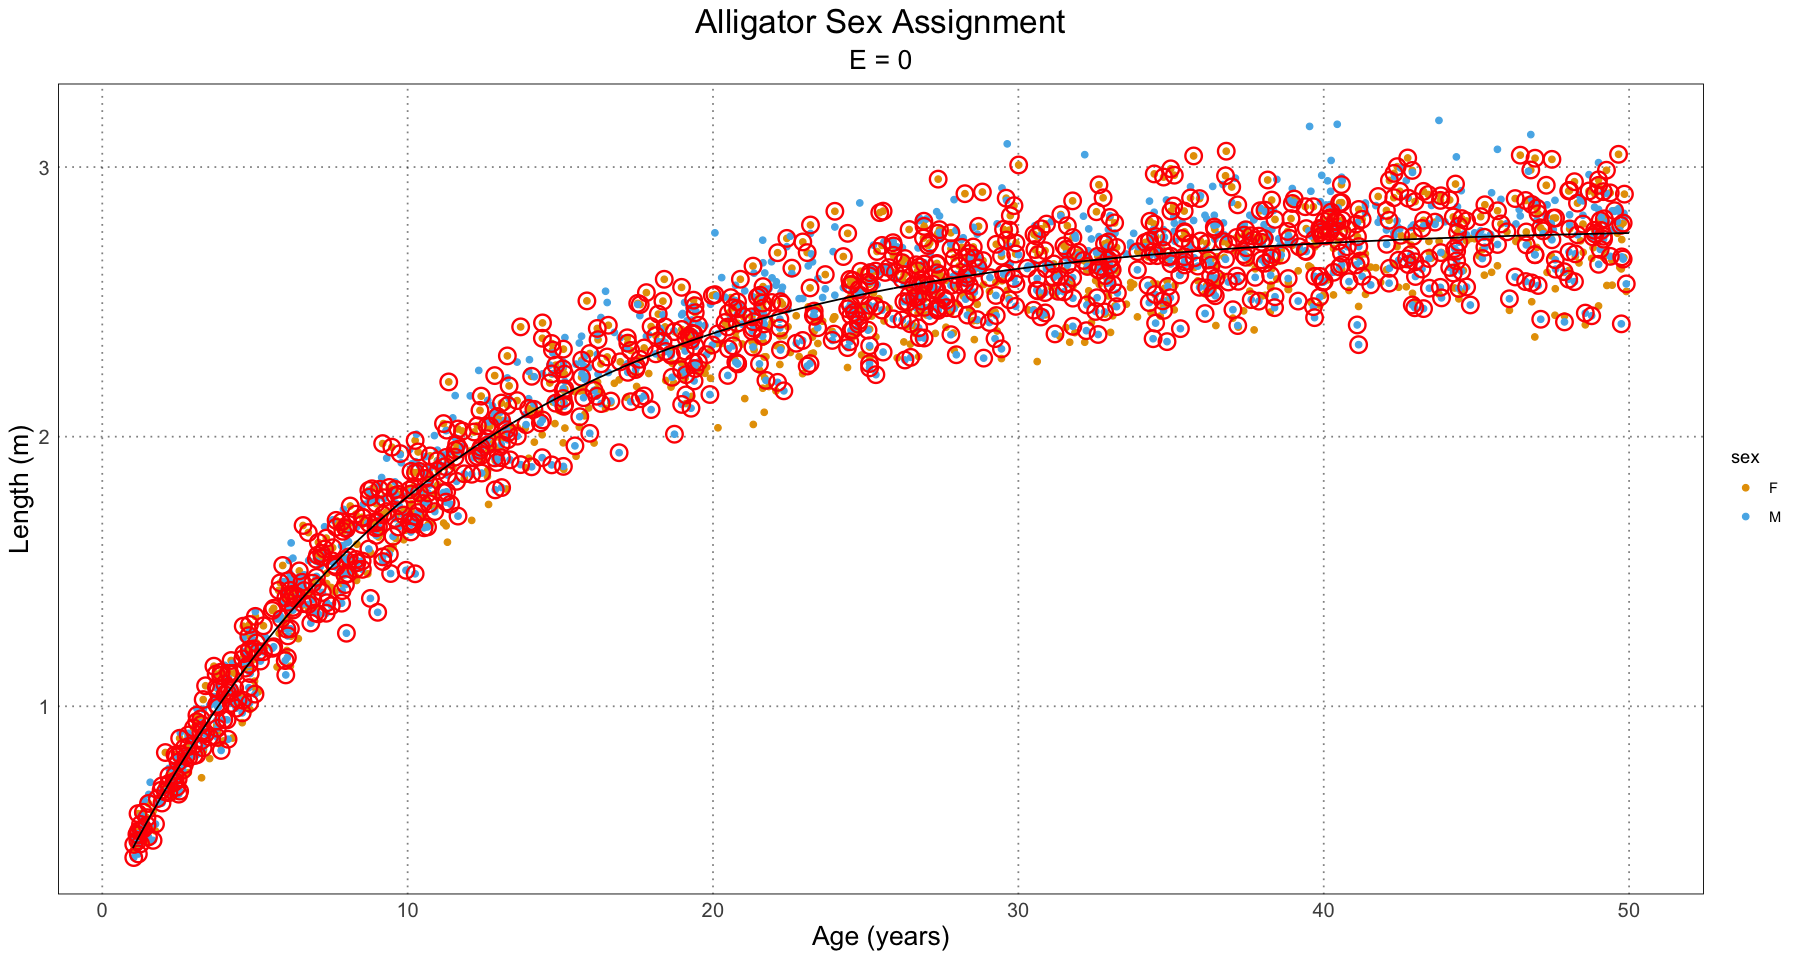 Alligator Sex Assignment
E = 0
Length (m)
3
2
1
0 10 20 30 40 50
Age (years)
sex
F
M